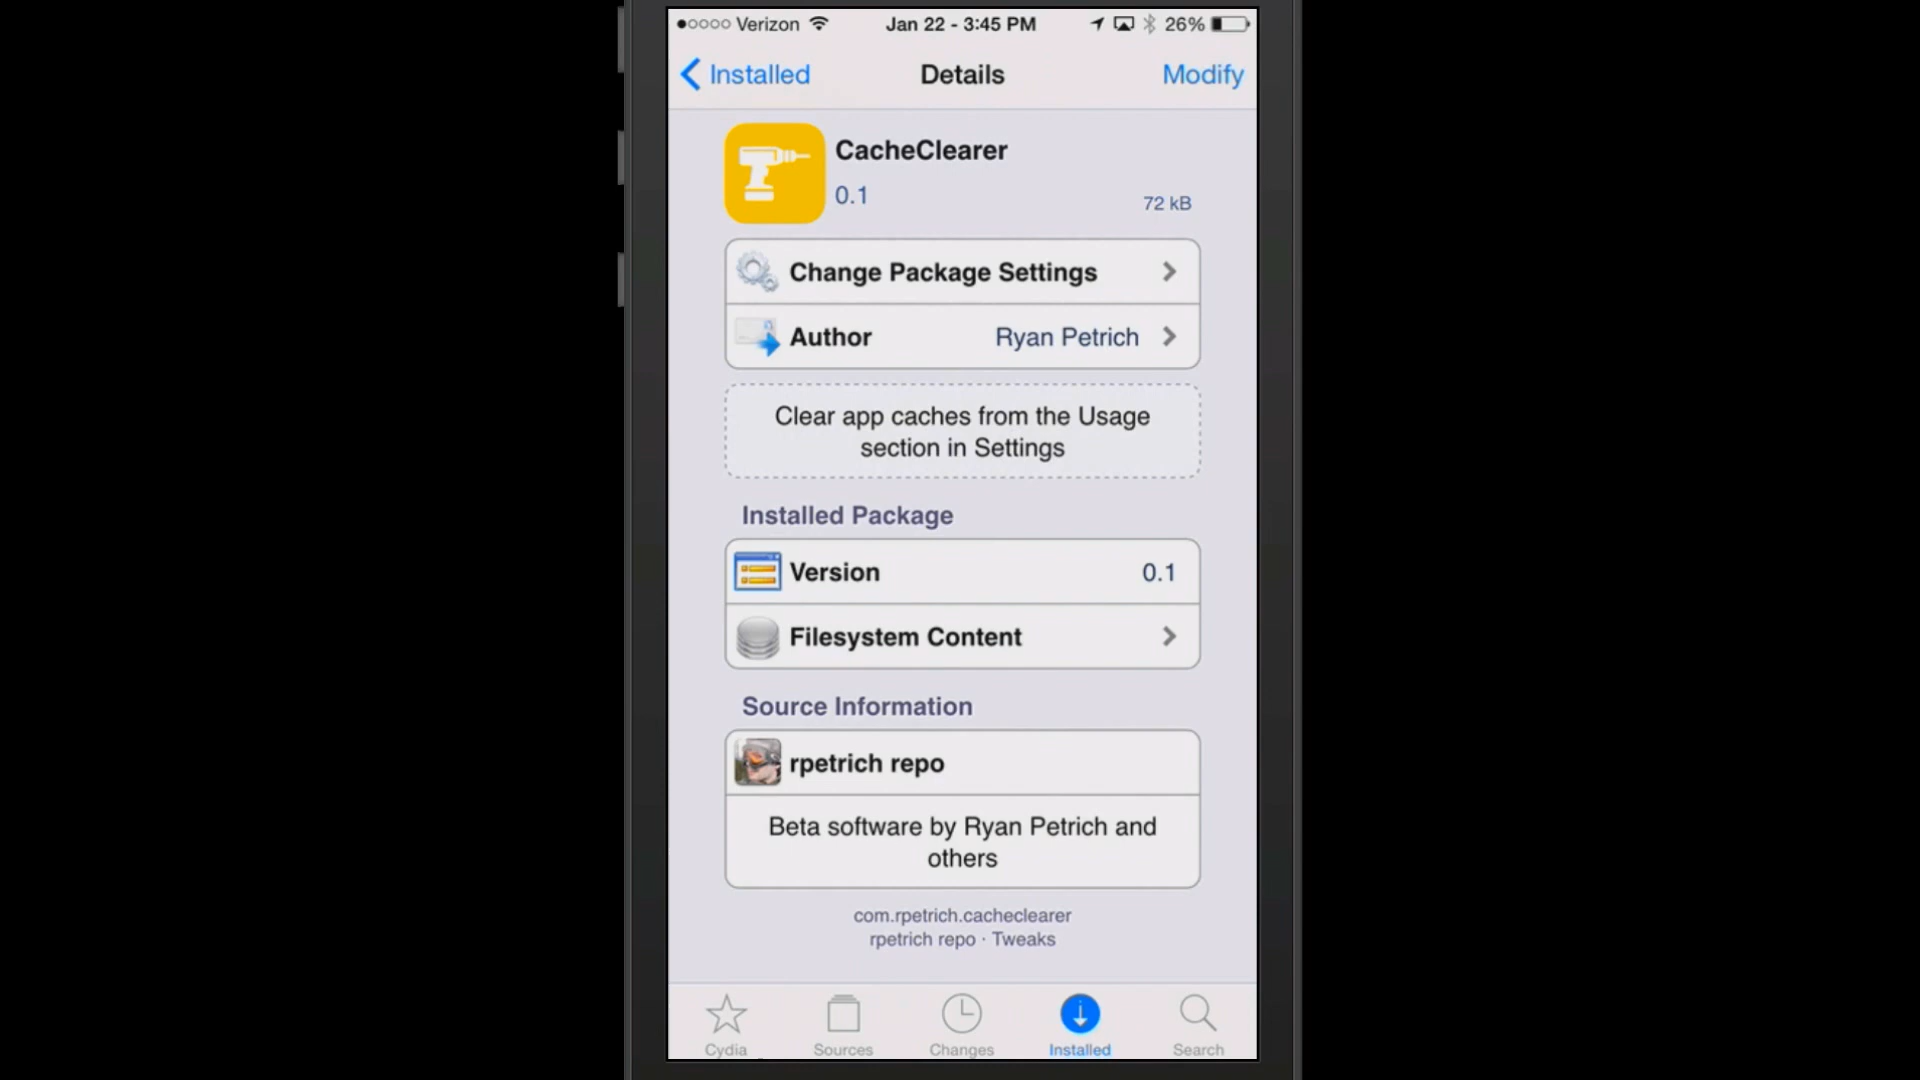 Verizon Jan 22 - 3:45 PM 26%
Installed Details Modify
CacheClearer
0.1
72 kB
Change Package Settings
Author Ryan Petrich
Clear app caches from the Usage
section in Settings
Installed Package
Version 0.1
Filesystem Content
Source Information
rpetrich repo
Beta software by Ryan Petrich and
others
com.rpetrich.cacheclearer
rpetrich repo · Tweaks
Cydia Sources Changes Installed Search